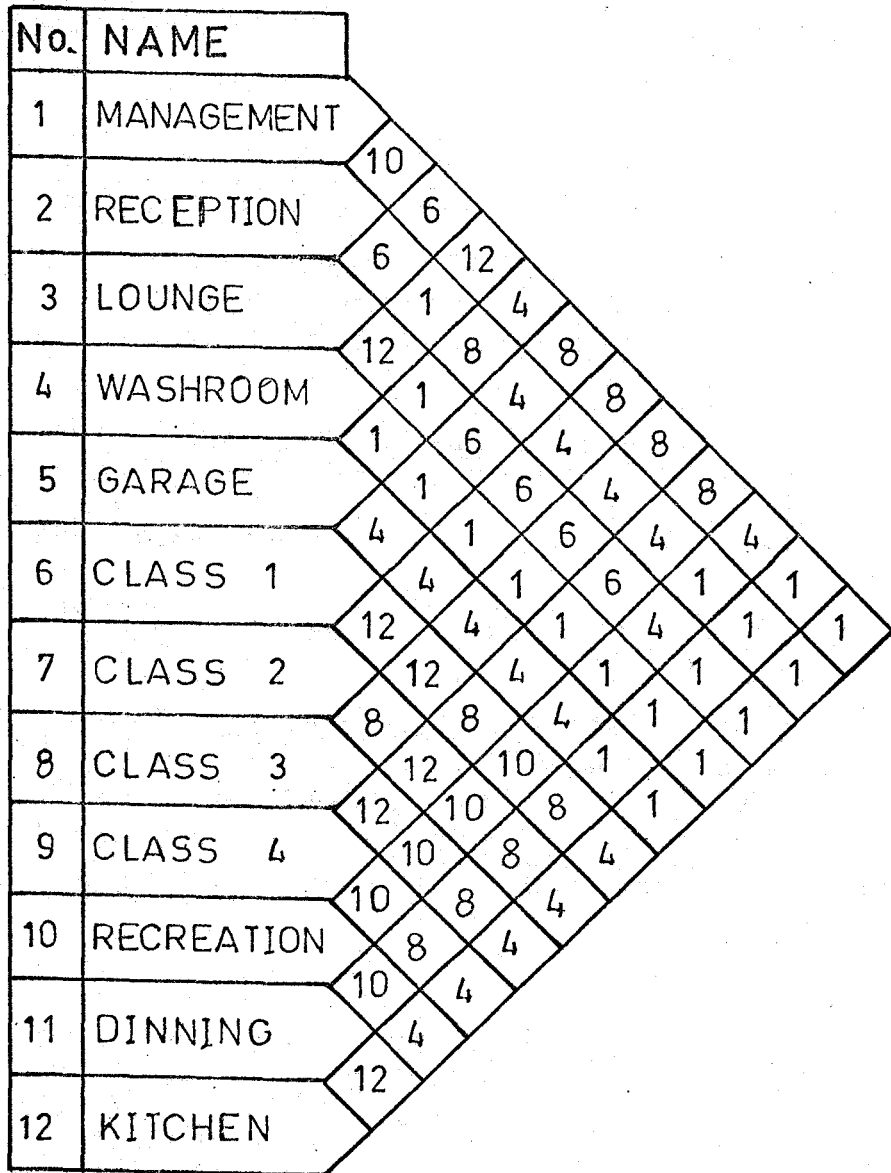 No. NAME
1 MANAGEMENT
10
2 RECEPTION 6
6 12
3 LOUNGE 1 4
12 8 8
4 WASHROOM 1 4 8
1 6 4 8
5 GARAGE 1 6 4 8
4 1 6 4 4
6 CLASS 1 4 1 6 1 1
12 4 1 4 1 1
7 CLASS 2 12 4 1 1 1
8 8 4 1 1
8 CLASS 3 12 10 1 1
12 10 8 1
9 CLASS 4 10 8 4
10 8 4
10 RECREATION 8 4
10 4
11 DINNING 4
12
12 KITCHEN